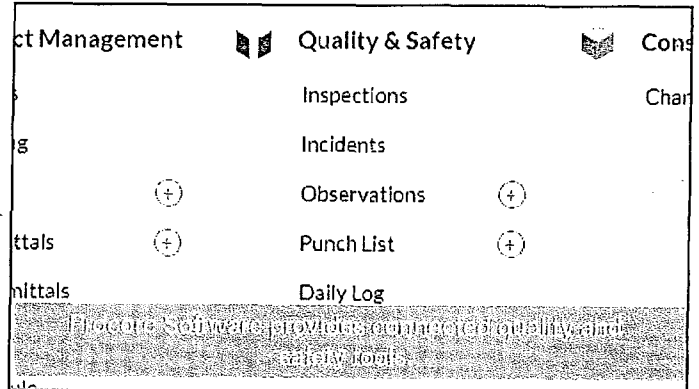 ct Management
Quality & Safety
Cons
s
Inspections
Char
g
Incidents
Observations
ttals
Punch List
mittals
Daily Log
Procore Software provides connected quality and
safety tools.